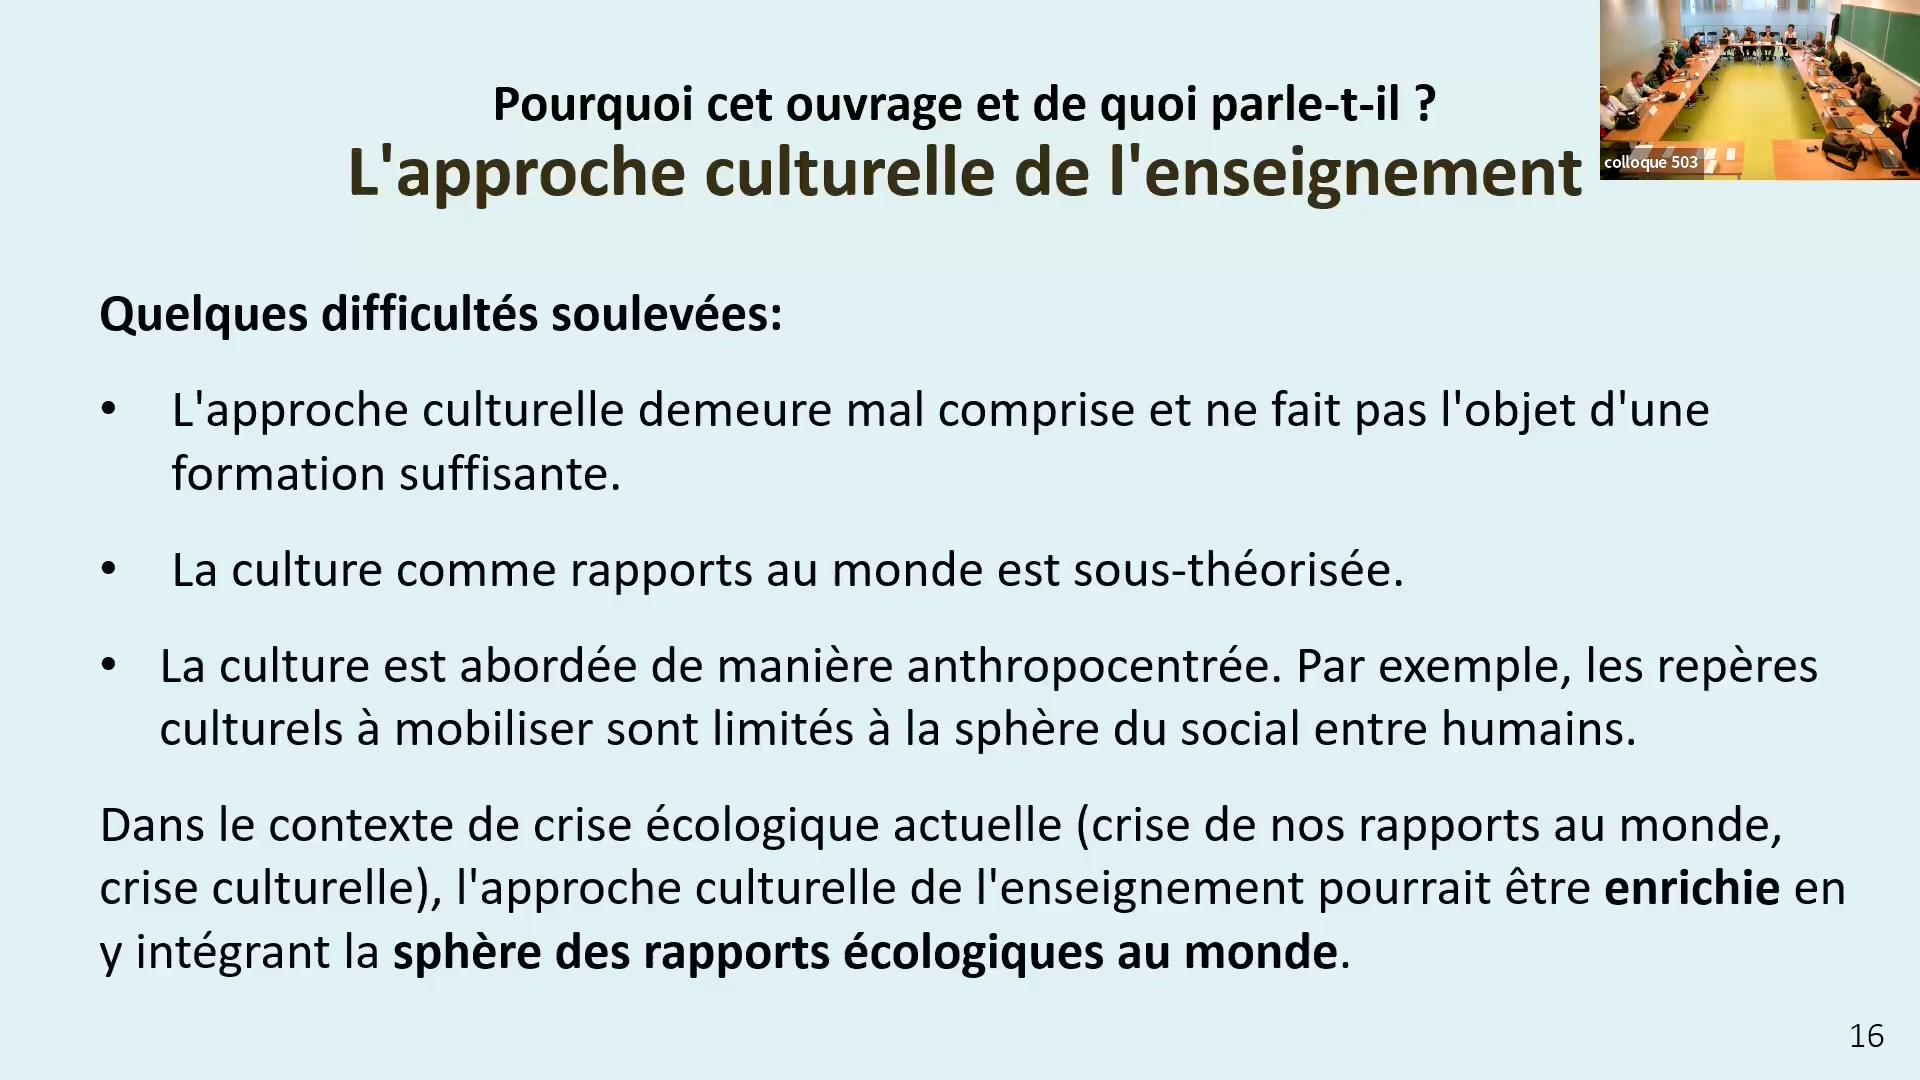 Pourquoi cet ouvrage et de quoi parle-t-il ?
L'approche culturelle de l'enseignement
colloque 503
Quelques difficultés soulevées:
• L'approche culturelle demeure mal comprise et ne fait pas l'objet d'une
formation suffisante.
• La culture comme rapports au monde est sous-théorisée.
• La culture est abordée de manière anthropocentrée. Par exemple, les repères
culturels à mobiliser sont limités à la sphère du social entre humains.
Dans le contexte de crise écologique actuelle (crise de nos rapports au monde,
crise culturelle), l'approche culturelle de l'enseignement pourrait être enrichie en
y intégrant la sphère des rapports écologiques au monde.
16